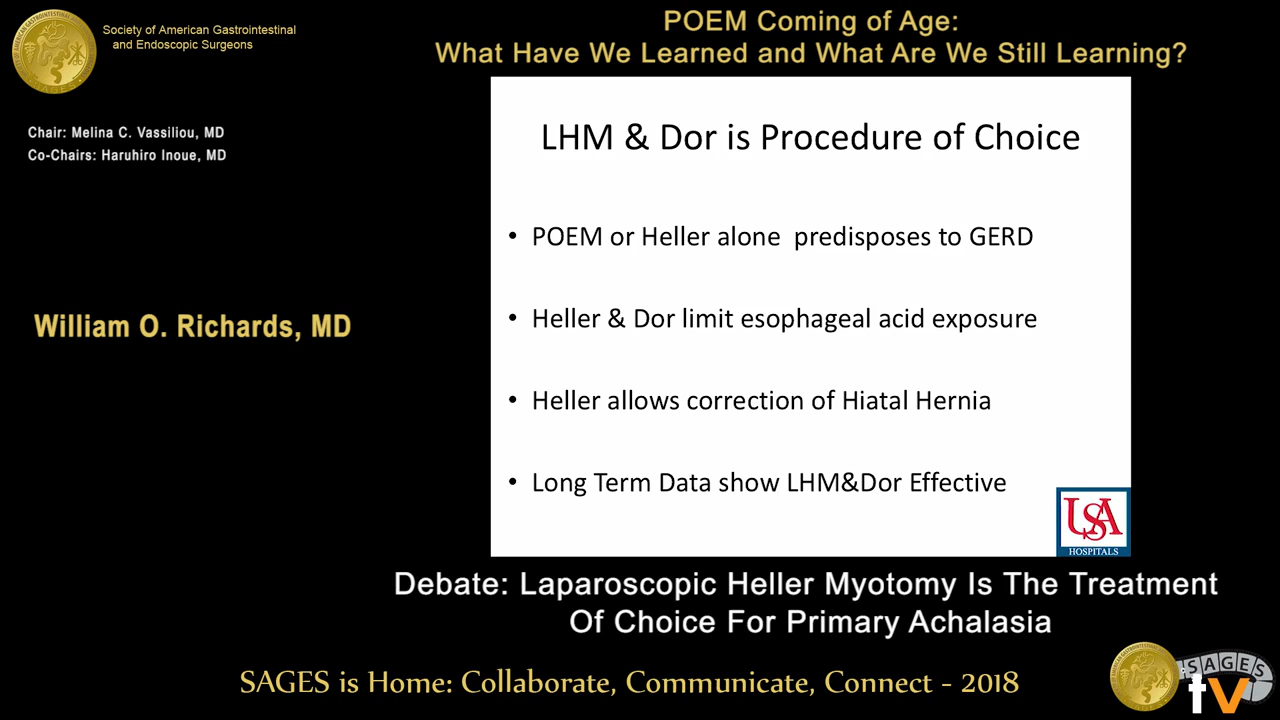 Society of American Gastrointestinal
and Endoscopic Surgeons
POEM Coming of Age:
What Have We Learned and What Are We Still Learning?
Chair: Melina C. Vassiliou, MD
Co-Chairs: Haruhiro Inoue, MD
William O. Richards, MD
LHM & Dor is Procedure of Choice
• POEM or Heller alone predisposes to GERD
• Heller & Dor limit esophageal acid exposure
• Heller allows correction of Hiatal Hernia
• Long Term Data show LHM&Dor Effective
USA
HOSPITALS
Debate: Laparoscopic Heller Myotomy Is The Treatment
Of Choice For Primary Achalasia
SAGES is Home: Collaborate, Communicate, Connect - 2018
SAGES
tv